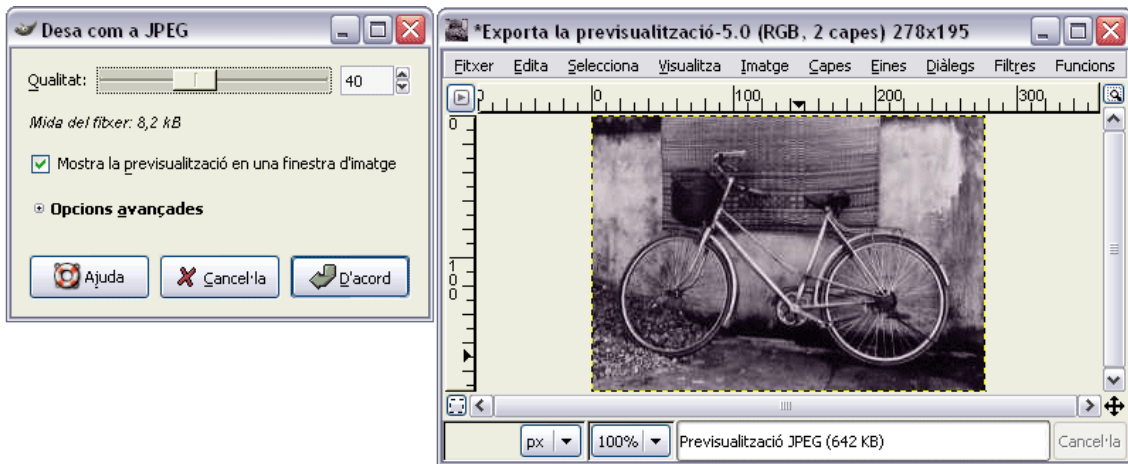 Desa com a JPEG
Qualitat: 40
Mida del fitxer: 8,2 kB
Mostra la previsualització en una finestra d'imatge
Opcions avançades
Ajuda Cancel·la D'acord
*Exporta la previsualització-5.0 (RGB, 2 capes) 278x195
Fitxer Edita Selecciona Visualitza Imatge Capes Eines Diàlegs Filtres Funcions
0 100 200 300
0
100
px 100% Previsualització JPEG (642 KB) Cancel·la